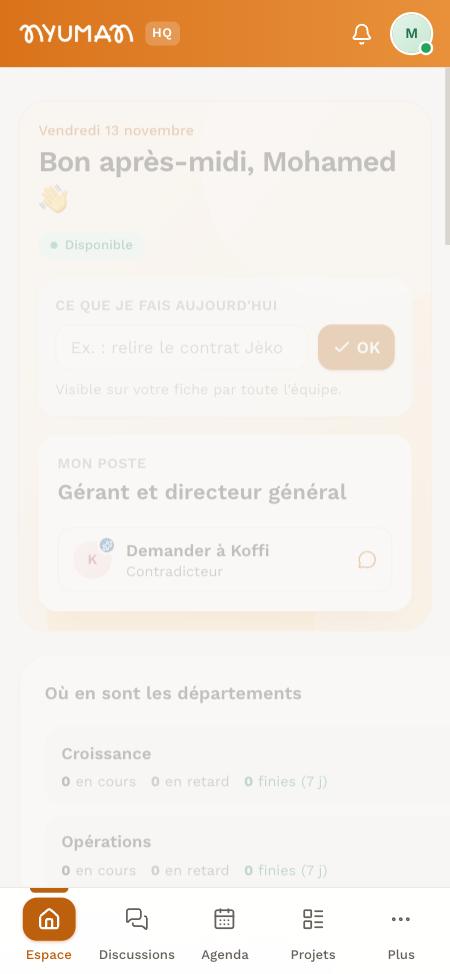 NYUMAN HQ M
Vendredi 13 novembre
Bon après-midi, Mohamed
👋
Disponible
CE QUE JE FAIS AUJOURD'HUI
Ex. : relire le contrat Jèko OK
Visible sur votre fiche par toute l'équipe.
MON POSTE
Gérant et directeur général
K Demander à Koffi
Contradicteur
Où en sont les départements
Croissance
0 en cours 0 en retard 0 finies (7 j)
Opérations
0 en cours 0 en retard 0 finies (7 j)
Espace Discussions Agenda Projets Plus